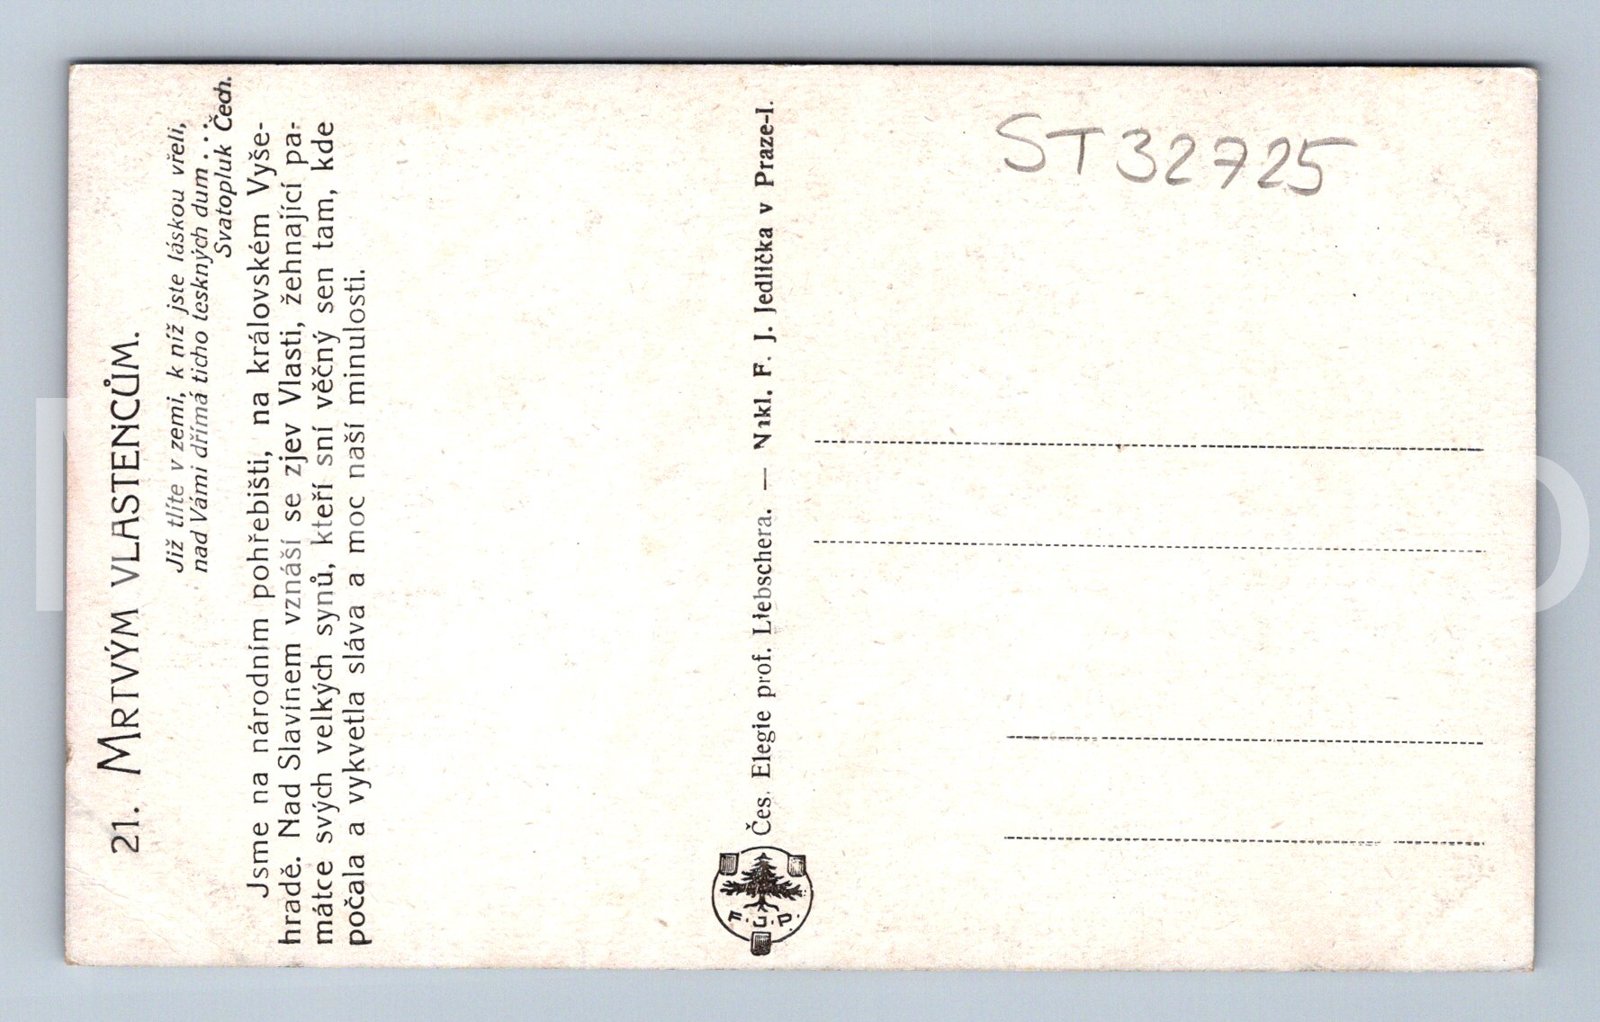 21. MRTVÝM VLASTENCŮM.
Již tlíte v zemi, k níž jste láskou vřeli,
nad Vámi dřímá ticho teskných dum...
Svatopluk Čech.
Jsme na národním pohřebišti, na královském Vyše-
hradě. Nad Slavínem vznáší se zjev Vlasti, žehnající pa-
mátce svých velkých synů, kteří sní věčný sen tam, kde
počala a vykvetla sláva a moc naší minulosti.
Čes. Elegie prof. Liebschera. — Nakl. F. J. Jedlička v Praze-I.
F. J. P.
ST 32725